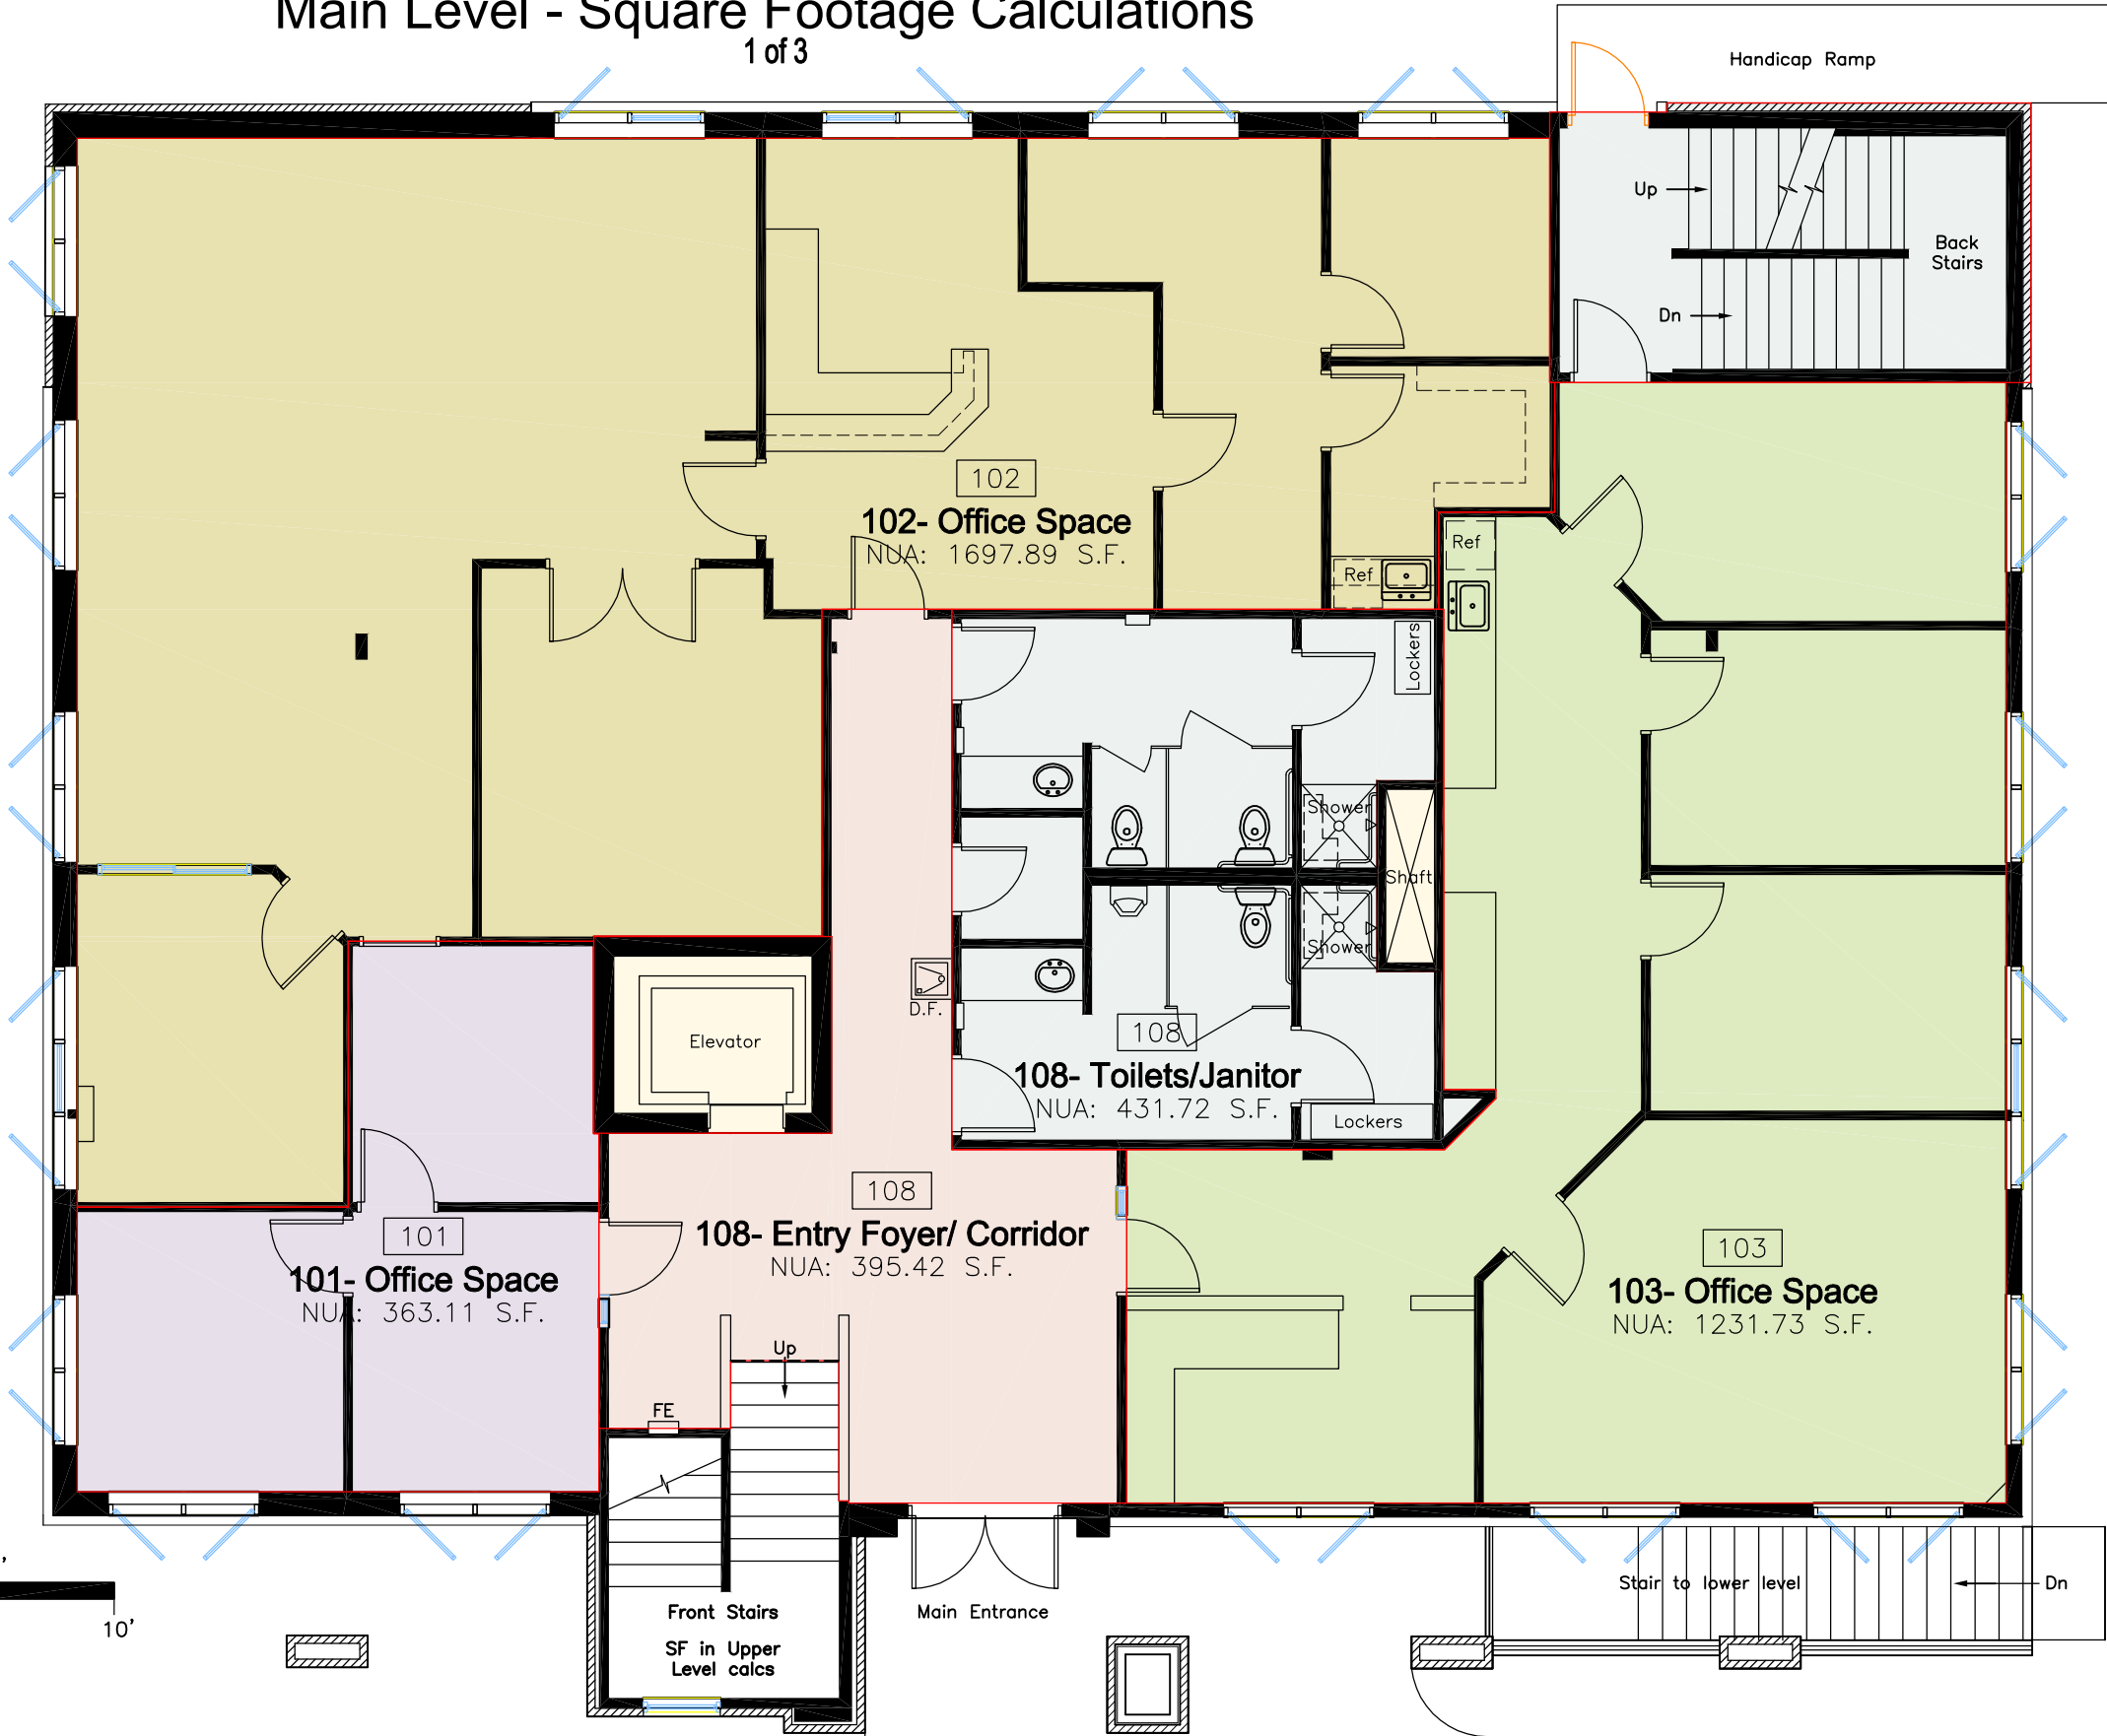 Main Level - Square Footage Calculations
1 of 3
Handicap Ramp
Up
Back
Stairs
Dn
102
102- Office Space
NUA: 1697.89 S.F.
Ref
Ref
Lockers
Shower
Shaft
Shower
D.F.
Elevator
108
108- Toilets/Janitor
NUA: 431.72 S.F.
Lockers
108
108- Entry Foyer/ Corridor
NUA: 395.42 S.F.
101
101- Office Space
NUA: 363.11 S.F.
103
103- Office Space
NUA: 1231.73 S.F.
Up
FE
Front Stairs
SF in Upper
Level calcs
Main Entrance
Stair to lower level
Dn
10'